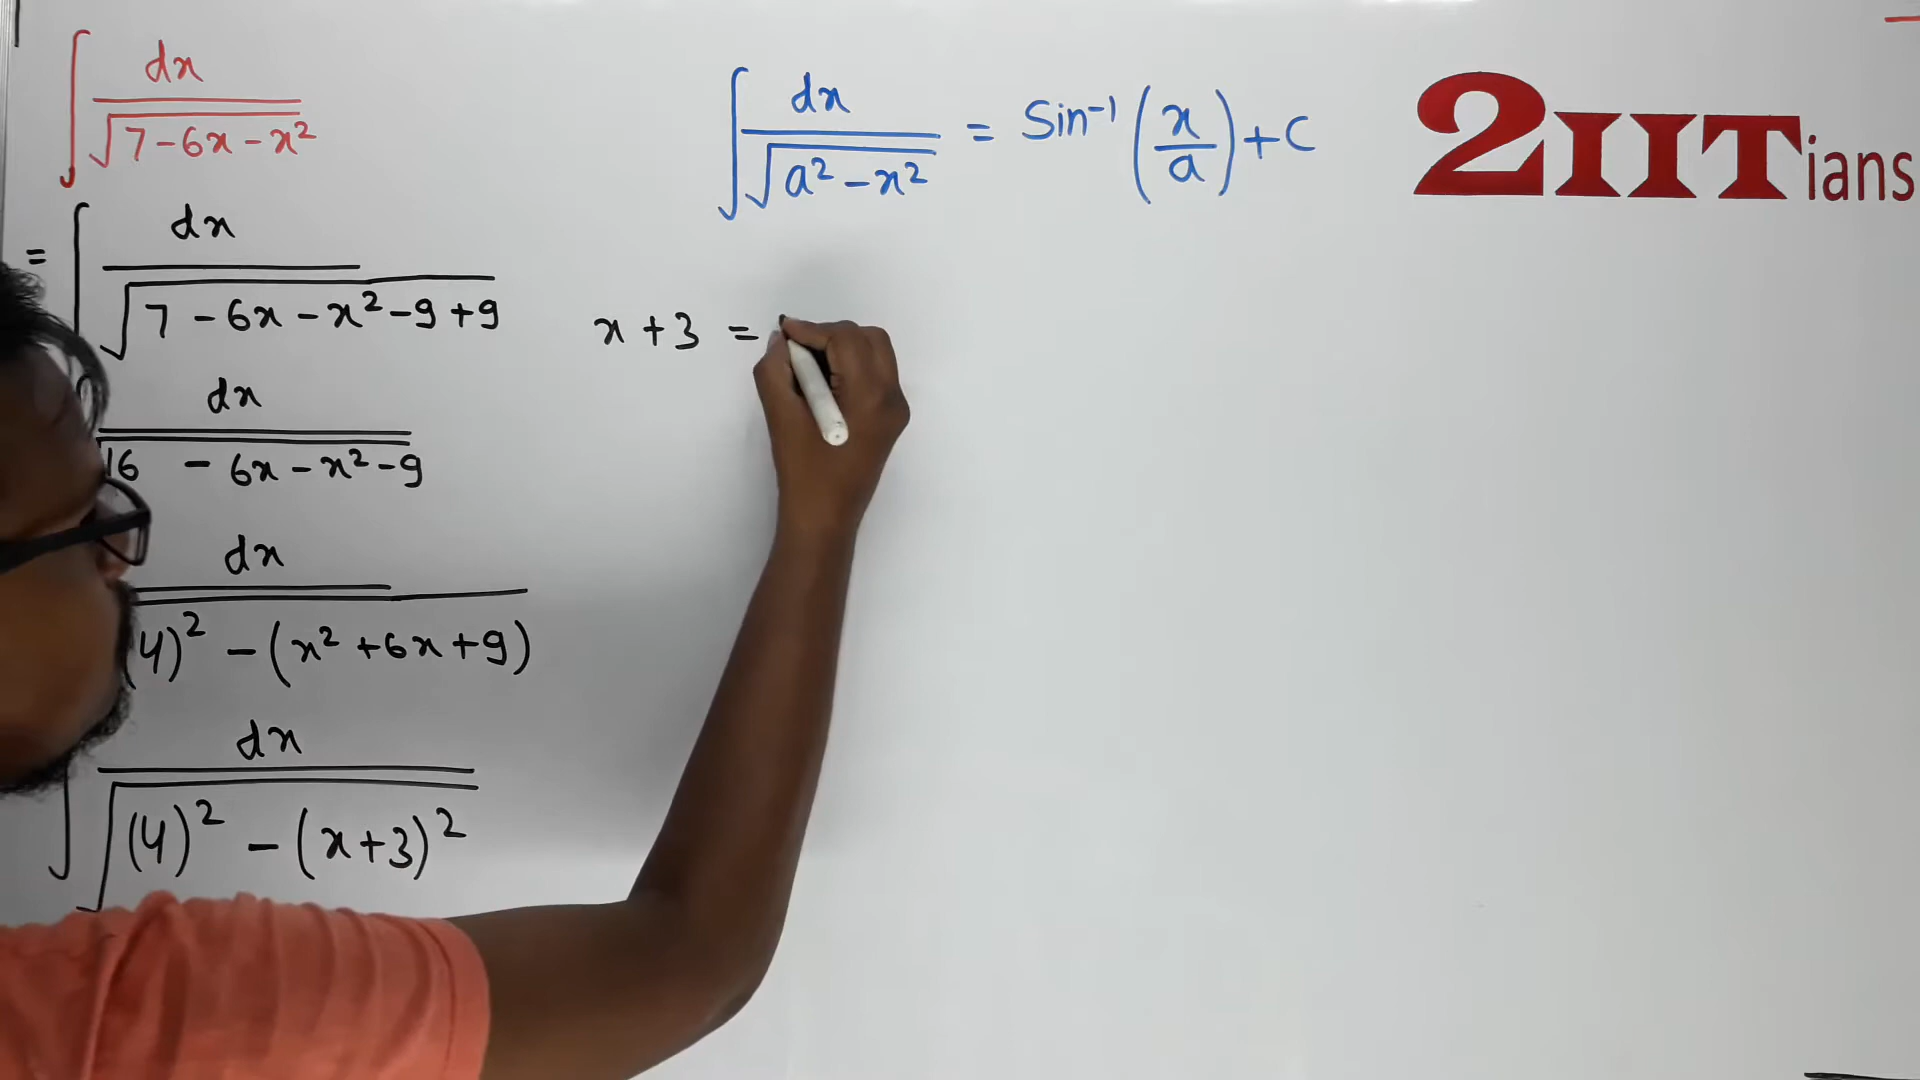 ∫ dx / √(7-6x-x²)
= ∫ dx / √(7-6x-x²-9+9)
dx / 16 - 6x-x²-9
dx / (4)² - (x²+6x+9)
∫ dx / √((4)² - (x+3)²)
∫ dx / √(a²-x²) = Sin⁻¹ (x/a) + C
x+3 =
2IITians